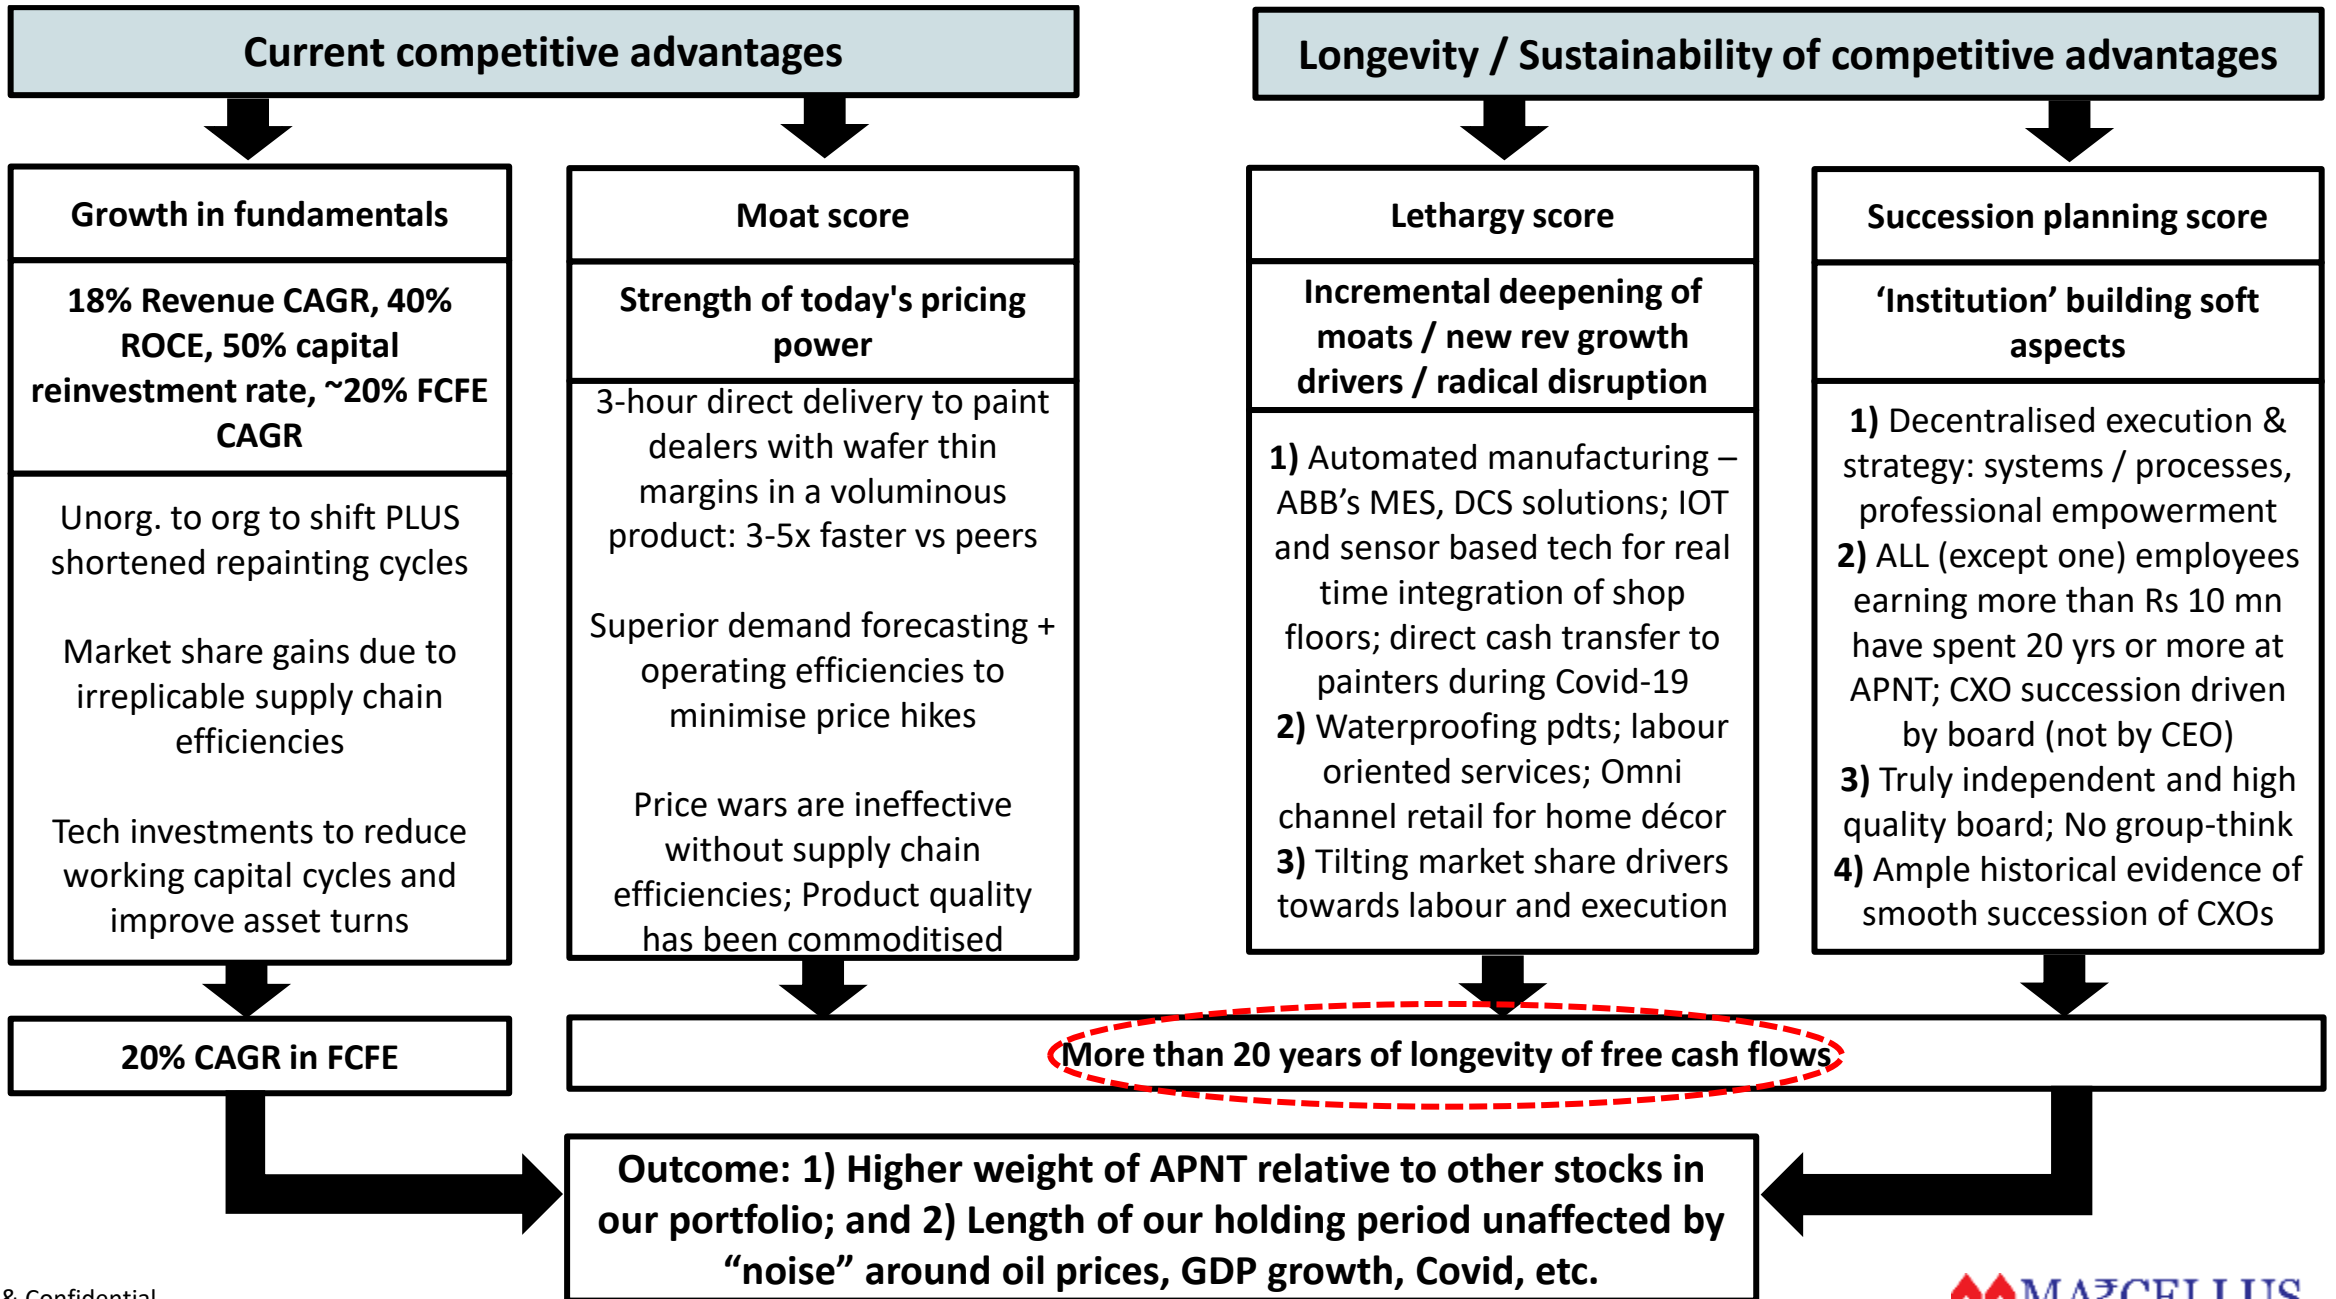 Current competitive advantages
Longevity / Sustainability of competitive advantages
Growth in fundamentals
18% Revenue CAGR, 40%
ROCE, 50% capital
reinvestment rate, ~20% FCFE
CAGR
Unorg. to org to shift PLUS
shortened repainting cycles
Market share gains due to
irreplicable supply chain
efficiencies
Tech investments to reduce
working capital cycles and
improve asset turns
Moat score
Strength of today's pricing
power
3-hour direct delivery to paint
dealers with wafer thin
margins in a voluminous
product: 3-5x faster vs peers
Superior demand forecasting +
operating efficiencies to
minimise price hikes
Price wars are ineffective
without supply chain
efficiencies; Product quality
has been commoditised
Lethargy score
Incremental deepening of
moats / new rev growth
drivers / radical disruption
1) Automated manufacturing –
ABB’s MES, DCS solutions; IOT
and sensor based tech for real
time integration of shop
floors; direct cash transfer to
painters during Covid-19
2) Waterproofing pdts; labour
oriented services; Omni
channel retail for home décor
3) Tilting market share drivers
towards labour and execution
Succession planning score
‘Institution’ building soft
aspects
1) Decentralised execution &
strategy: systems / processes,
professional empowerment
2) ALL (except one) employees
earning more than Rs 10 mn
have spent 20 yrs or more at
APNT; CXO succession driven
by board (not by CEO)
3) Truly independent and high
quality board; No group-think
4) Ample historical evidence of
smooth succession of CXOs
20% CAGR in FCFE
More than 20 years of longevity of free cash flows
Outcome: 1) Higher weight of APNT relative to other stocks in
our portfolio; and 2) Length of our holding period unaffected by
“noise” around oil prices, GDP growth, Covid, etc.
& Confidential
MA₹CELLUS